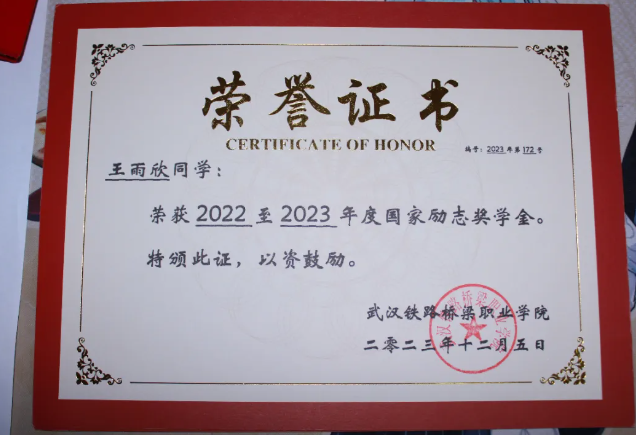 荣誉证书
CERTIFICATE OF HONOR
编号：2023年第172号
王雨欣同学：
荣获2022至2023年度国家励志奖学金。
特颁此证，以资鼓励。
武汉铁路桥梁职业学院
二零二三年十二月五日